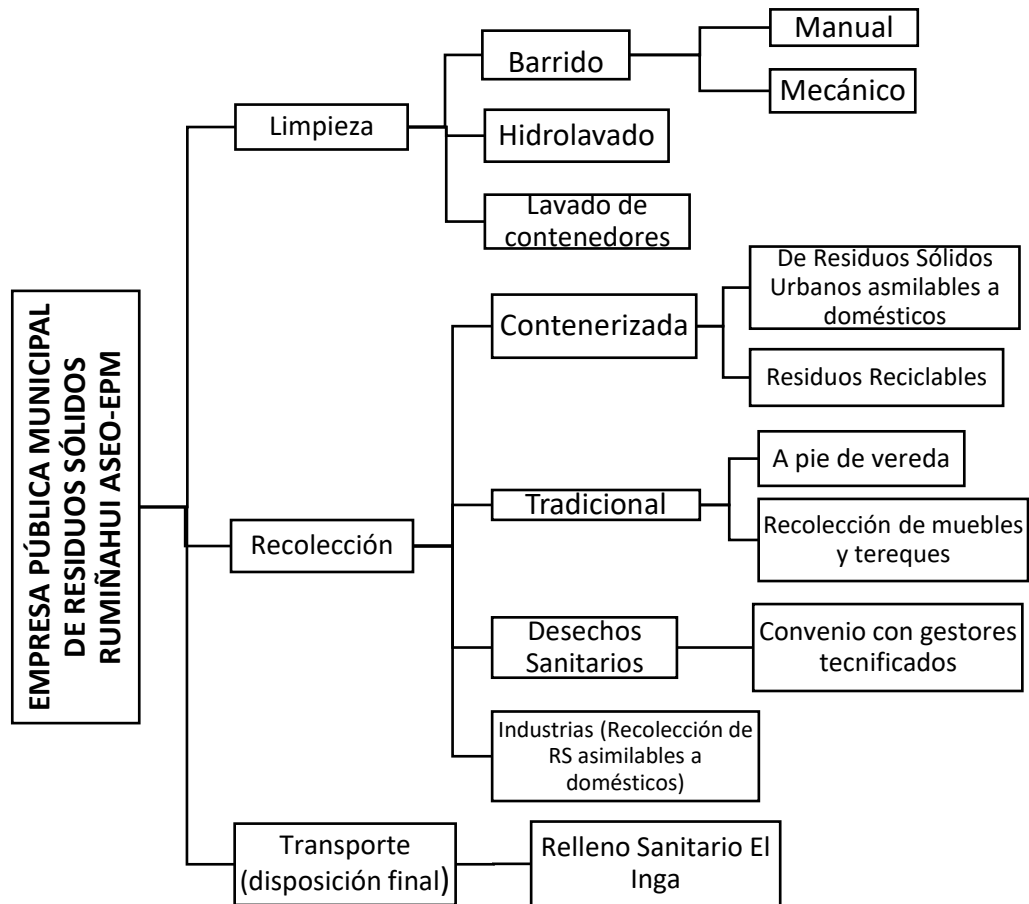 EMPRESA PÚBLICA MUNICIPAL
DE RESIDUOS SÓLIDOS
RUMIÑAHUI ASEO-EPM
Limpieza
Barrido
Manual
Mecánico
Hidrolavado
Lavado de
contenedores
Recolección
Contenerizada
De Residuos Sólidos
Urbanos asmilables a
domésticos
Residuos Reciclables
Tradicional
A pie de vereda
Recolección de muebles
y tereques
Desechos
Sanitarios
Convenio con gestores
tecnificados
Industrias (Recolección de
RS asimilables a
domésticos)
Transporte
(disposición final)
Relleno Sanitario El
Inga